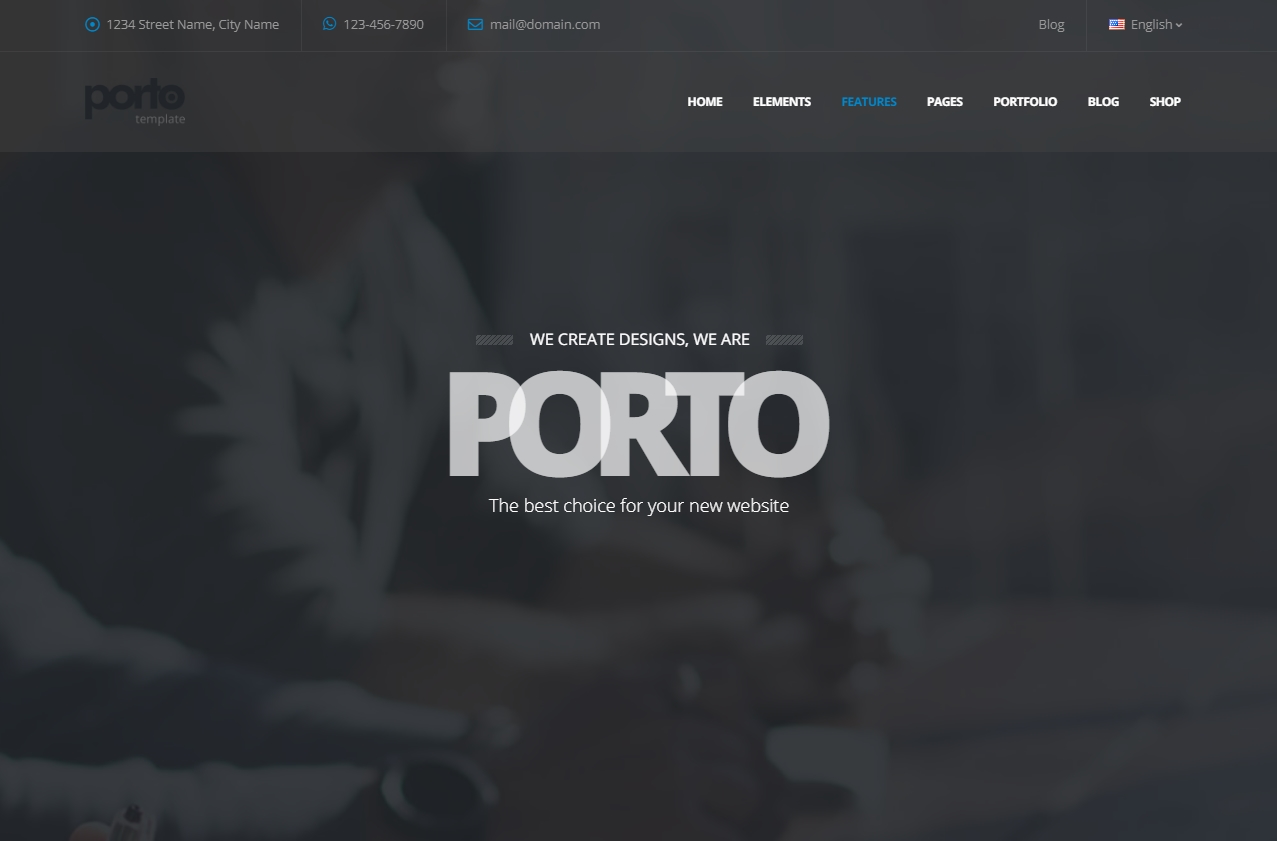 1234 Street Name, City Name
123-456-7890
mail@domain.com
Blog
English
porto
template
HOME
ELEMENTS
FEATURES
PAGES
PORTFOLIO
BLOG
SHOP
WE CREATE DESIGNS, WE ARE
PORTO
The best choice for your new website